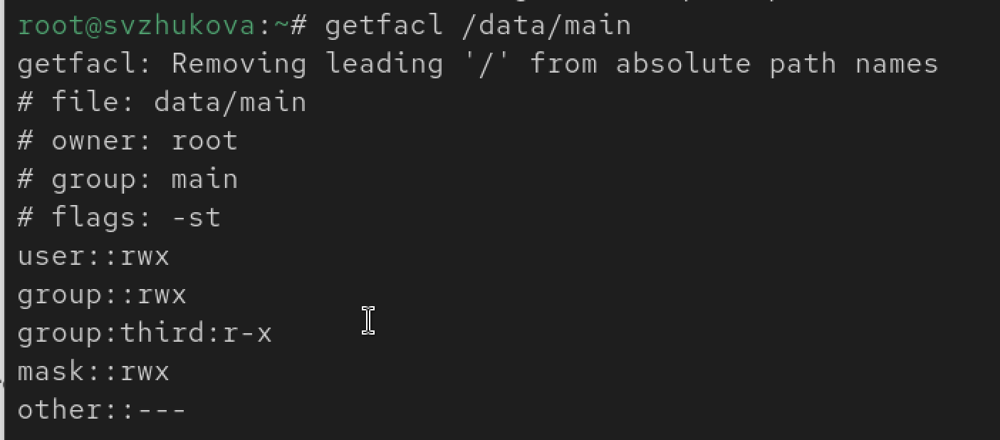 root@svzhukova:~# getfacl /data/main
getfacl: Removing leading '/' from absolute path names
# file: data/main
# owner: root
# group: main
# flags: -st
user::rwx
group::rwx
group:third:r-x
mask::rwx
other::---